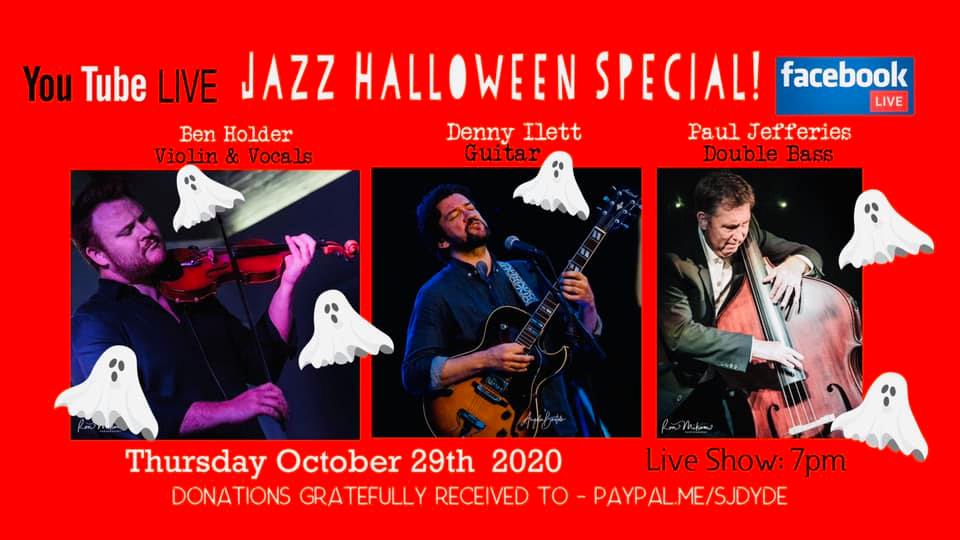 You Tube LIVE JAZZ HALLOWEEN SPECIAL! facebook LIVE
Ben Holder
Violin & Vocals
Denny Ilett
Guitar
Paul Jefferies
Double Bass
Thursday October 29th 2020
Live Show: 7pm
DONATIONS GRATEFULLY RECEIVED TO - PAYPAL.ME/SJDYDE